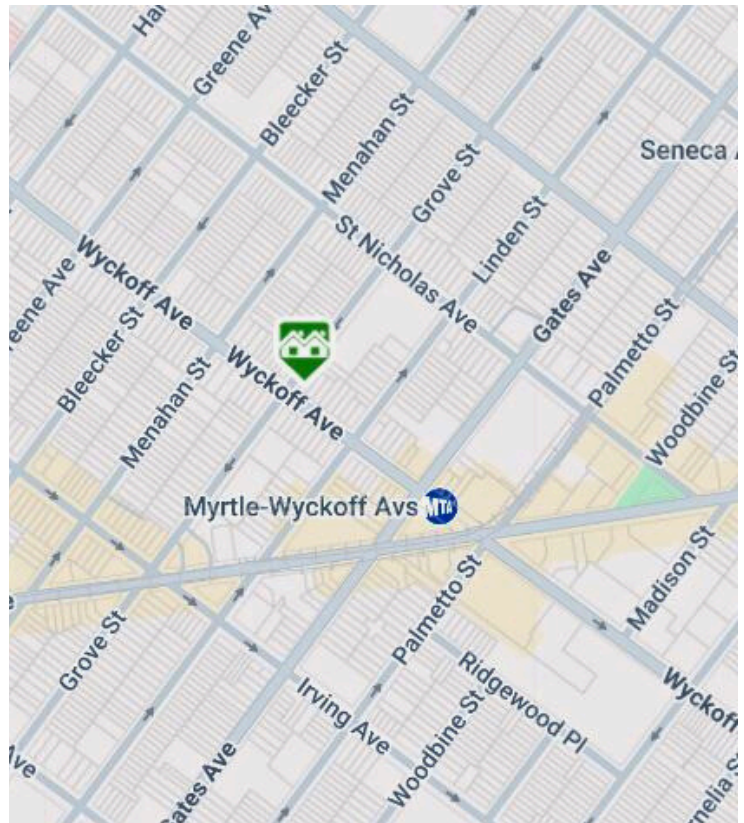 Greene Av
Bleecker St
Menahan St
Grove St
Seneca
Linden St
St Nicholas Ave
Gates Ave
Wyckoff Ave
Palmetto St
Woodbine St
Bleecker St
Menahan St
Wyckoff Ave
Myrtle-Wyckoff Avs
MTA
Madison St
Grove St
Palmetto St
Ridgewood Pl
Wyckoff
Irving Ave
Woodbine St
Gates Ave